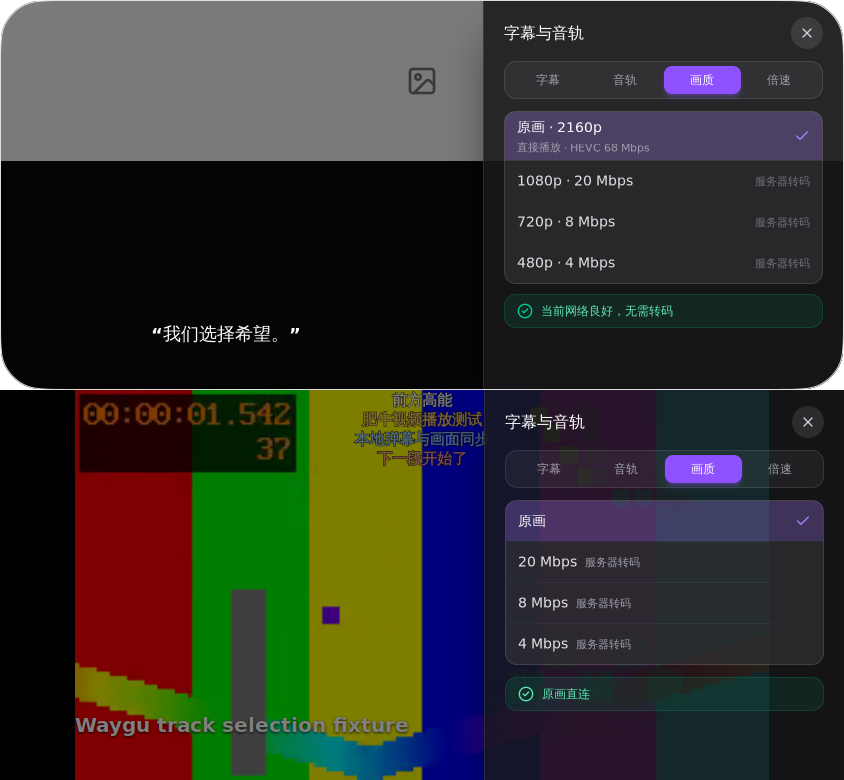 字幕与音轨
字幕 音轨 画质 倍速
原画 · 2160p
直接播放 · HEVC 68 Mbps
1080p · 20 Mbps 服务器转码
720p · 8 Mbps 服务器转码
480p · 4 Mbps 服务器转码
当前网络良好，无需转码
“我们选择希望。”
00:00:01.542
37
前方高能
肥牛视频播放测试
本地弹幕与画面同步
下一段开始了
Waygu track selection fixture
字幕与音轨
字幕 音轨 画质 倍速
原画
20 Mbps 服务器转码
8 Mbps 服务器转码
4 Mbps 服务器转码
原画直连